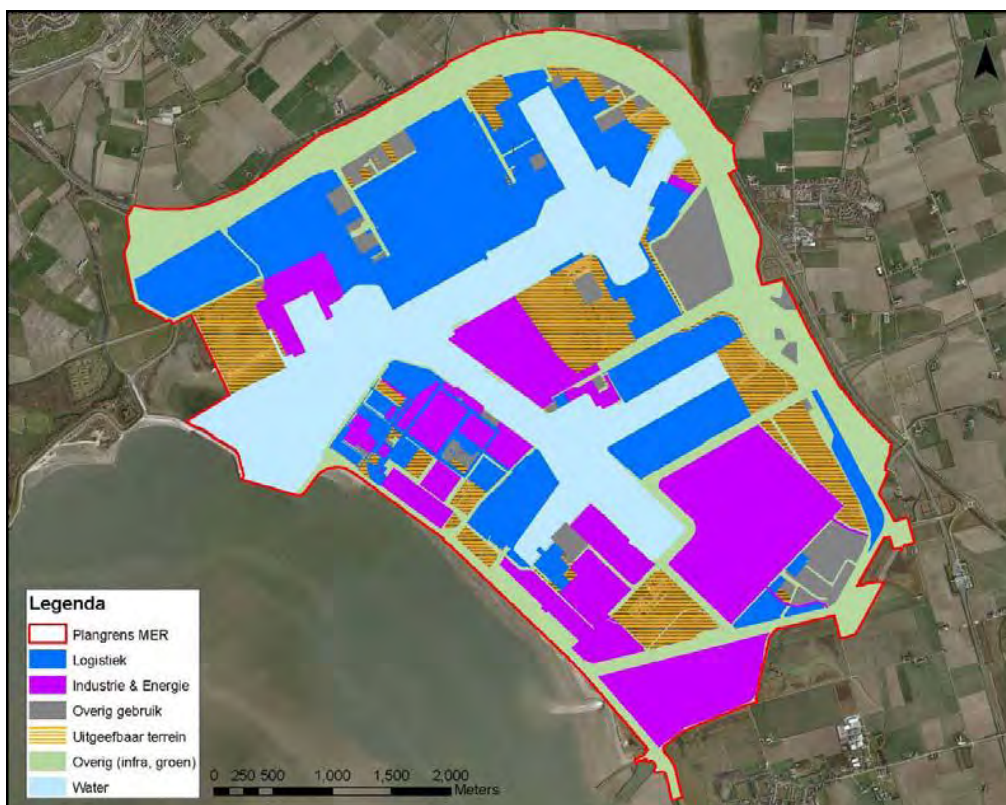 Legenda
Plangrens MER
Logistiek
Industrie & Energie
Overig gebruik
Uitgeefbaar terrein
Overig (infra, groen)
Water
0 250 500 1,000 1,500 2,000
Meters